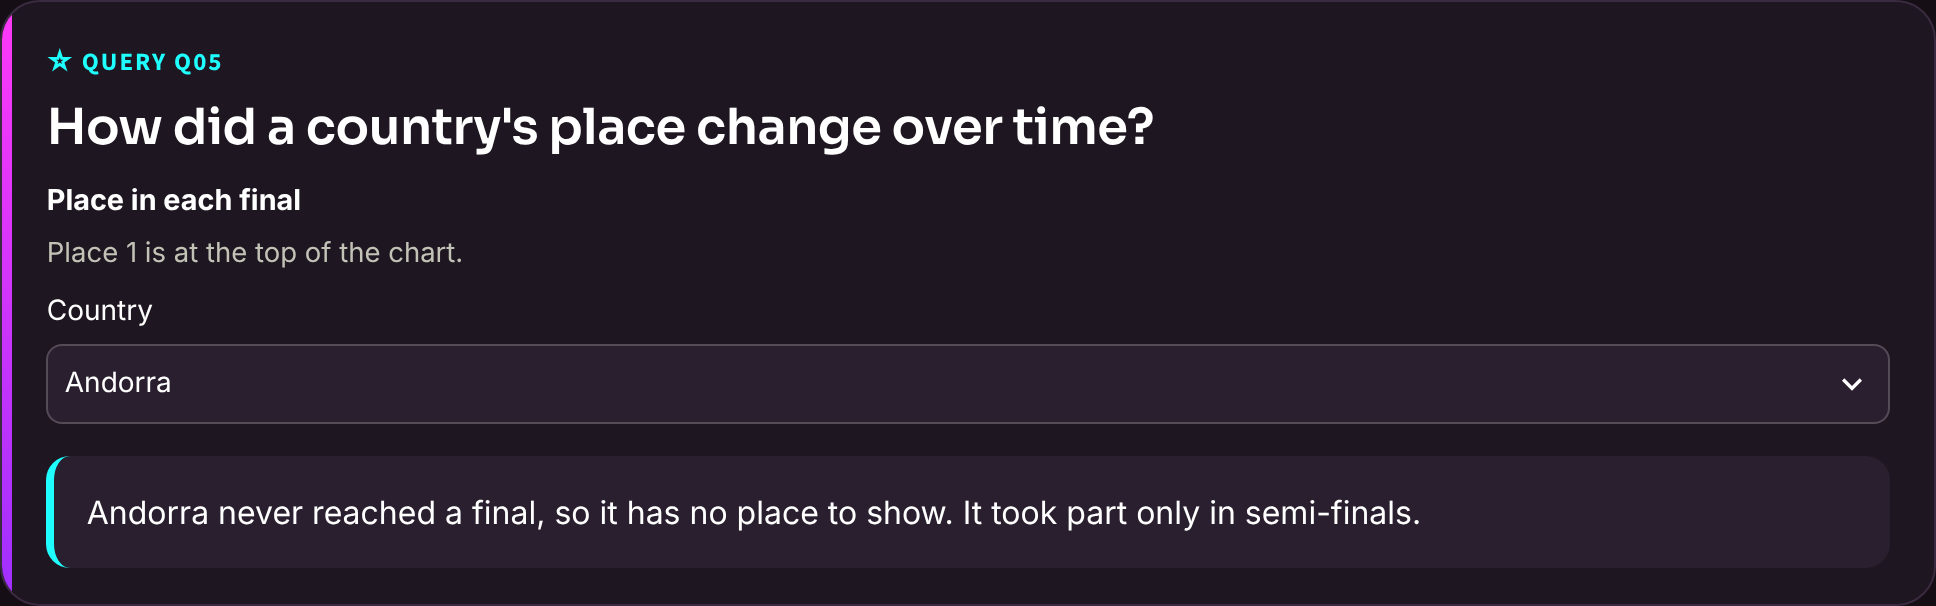 ☆ QUERY Q05
How did a country's place change over time?
Place in each final
Place 1 is at the top of the chart.
Country
Andorra
Andorra never reached a final, so it has no place to show. It took part only in semi-finals.